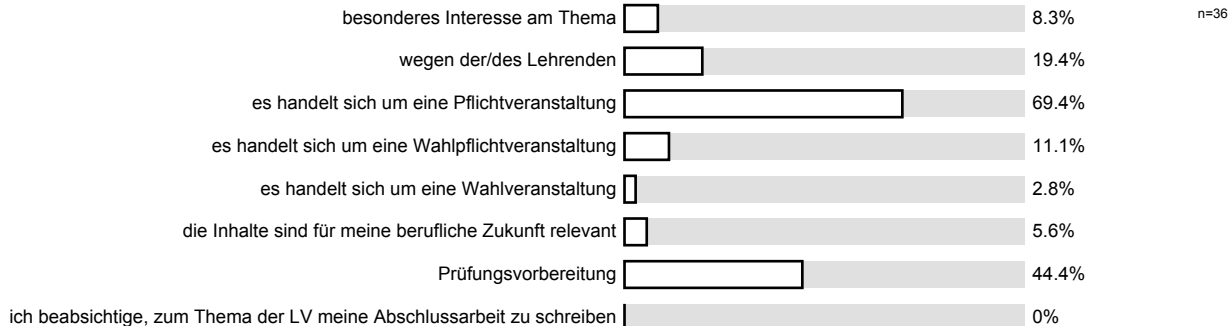 besonderes Interesse am Thema 8.3% n=36
wegen der/des Lehrenden 19.4%
es handelt sich um eine Pflichtveranstaltung 69.4%
es handelt sich um eine Wahlpflichtveranstaltung 11.1%
es handelt sich um eine Wahlveranstaltung 2.8%
die Inhalte sind für meine berufliche Zukunft relevant 5.6%
Prüfungsvorbereitung 44.4%
ich beabsichtige, zum Thema der LV meine Abschlussarbeit zu schreiben 0%